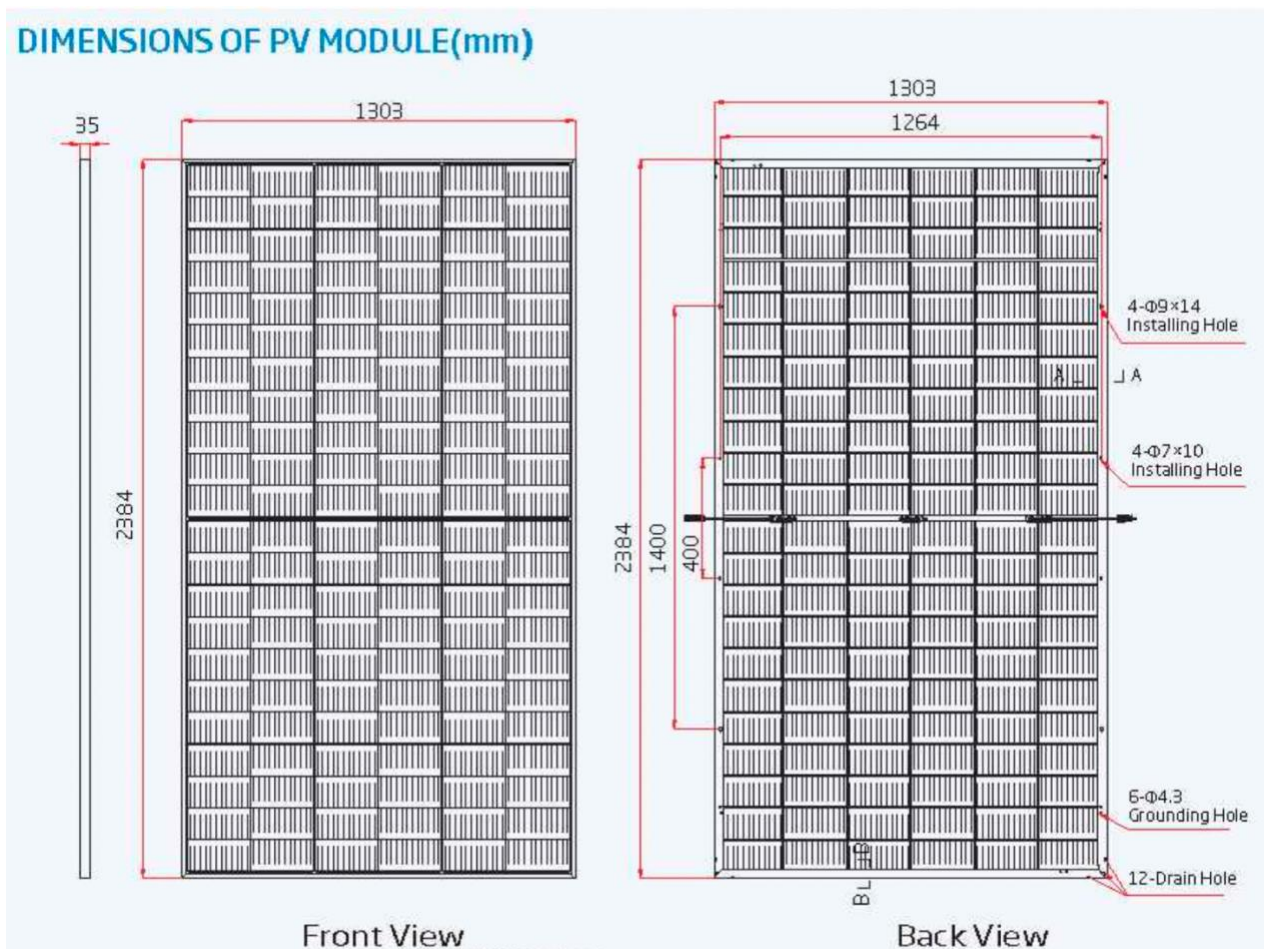 DIMENSIONS OF PV MODULE(mm)
35
1303
2384
Front View
1303
1264
2384
1400
400
4-Φ9×14
Installing Hole
A
A
4-Φ7×10
Installing Hole
6-Φ4.3
Grounding Hole
B
B
12-Drain Hole
Back View